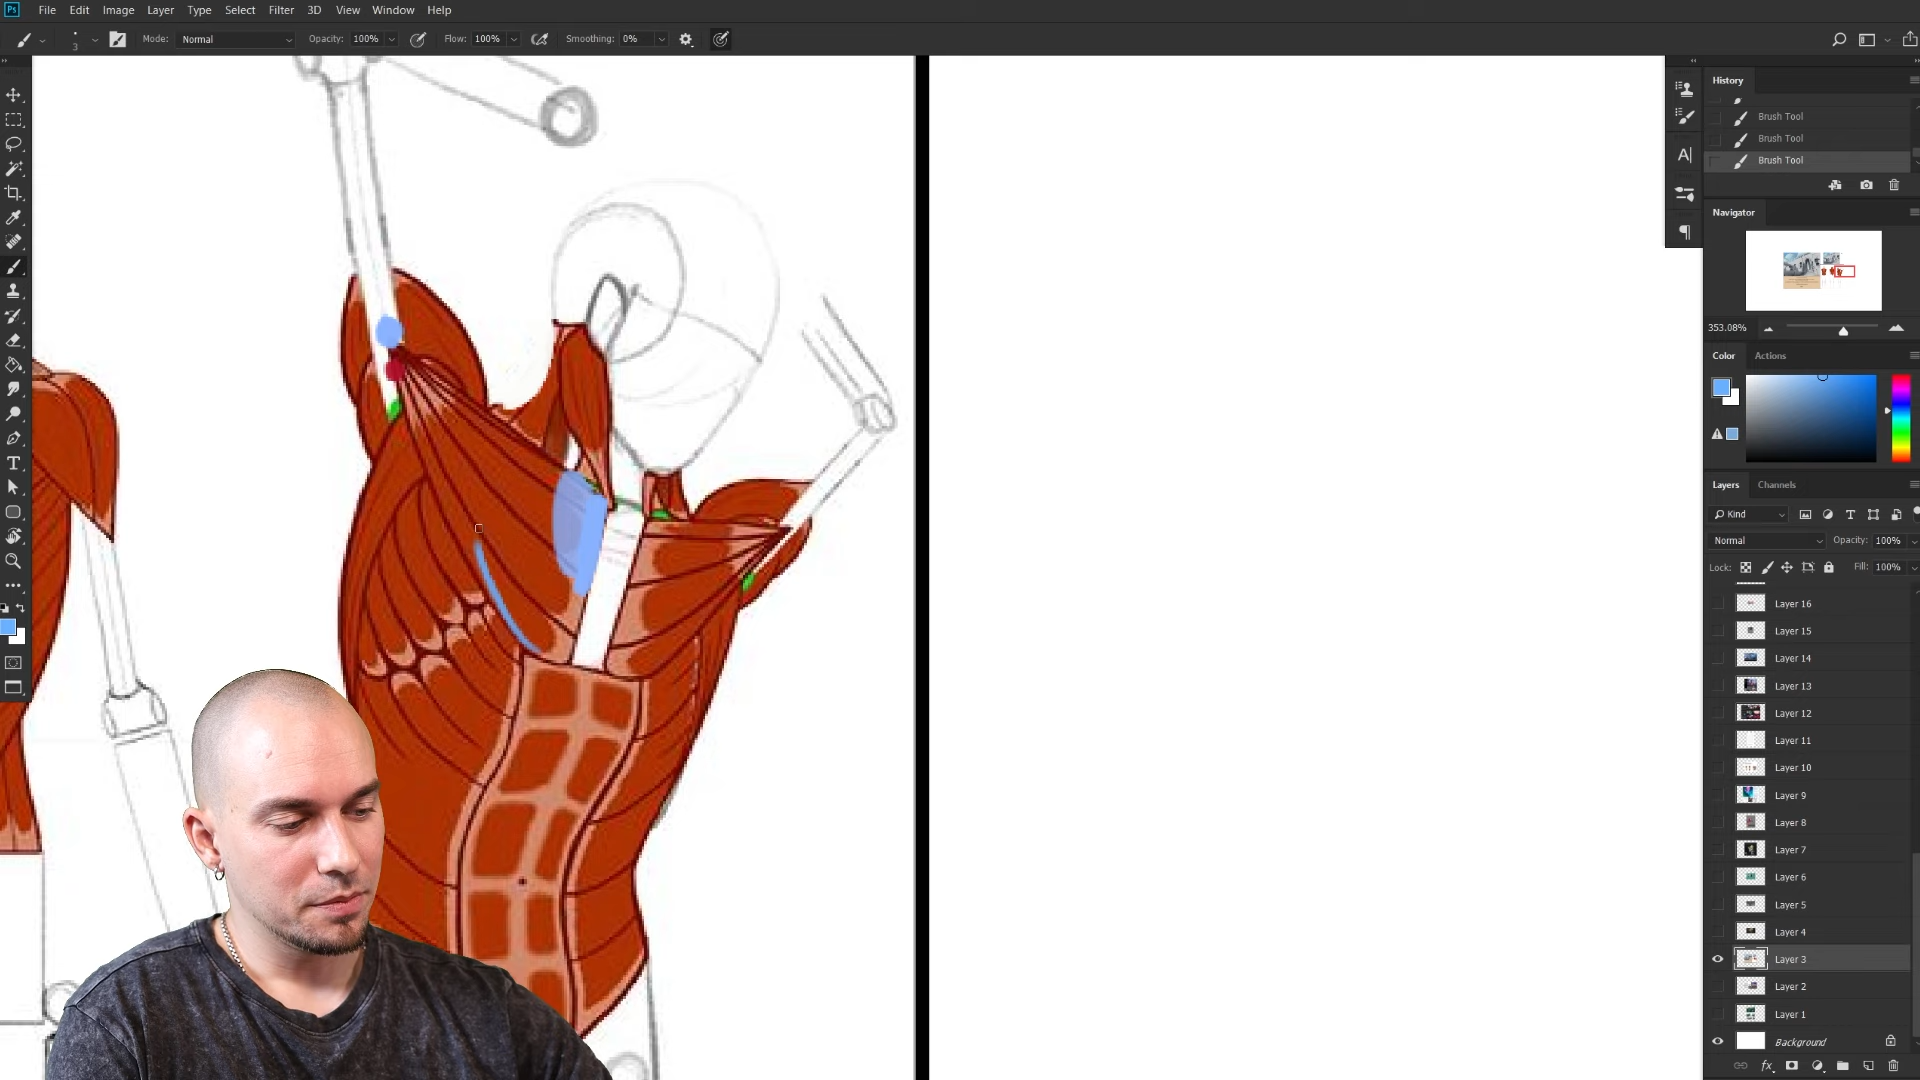 Ps File Edit Image Layer Type Select Filter 3D View Window Help
3 Mode: Normal Opacity: 100% Flow: 100% Smoothing: 0%
History
Brush Tool
Brush Tool
Brush Tool
Navigator
353.08%
Color Actions
Layers Channels
Kind
Normal Opacity: 100%
Lock: Fill: 100%
Layer 16
Layer 15
Layer 14
Layer 13
Layer 12
Layer 11
Layer 10
Layer 9
Layer 8
Layer 7
Layer 6
Layer 5
Layer 4
Layer 3
Layer 2
Layer 1
Background